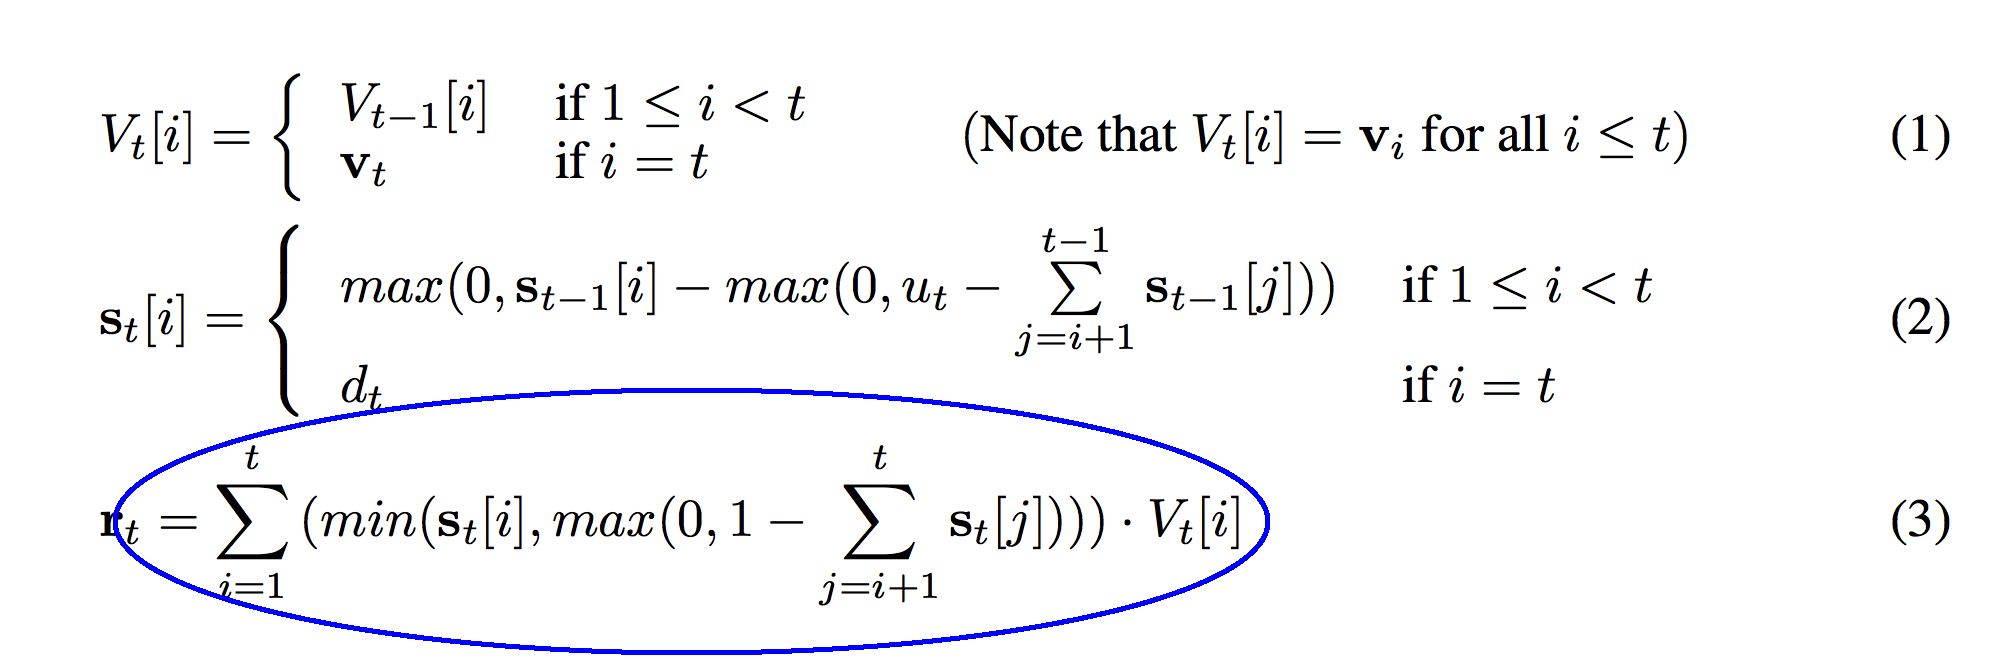 V_t[i] = { V_{t−1}[i] if 1 ≤ i < t (Note that V_t[i] = v_i for all i ≤ t) (1)
v_t if i = t
s_t[i] = { max(0, s_{t−1}[i] − max(0, u_t − ∑_{j=i+1}^{t−1} s_{t−1}[j])) if 1 ≤ i < t (2)
d_t if i = t
r_t = ∑_{i=1}^{t} (min(s_t[i], max(0, 1 − ∑_{j=i+1}^{t} s_t[j]))) · V_t[i] (3)